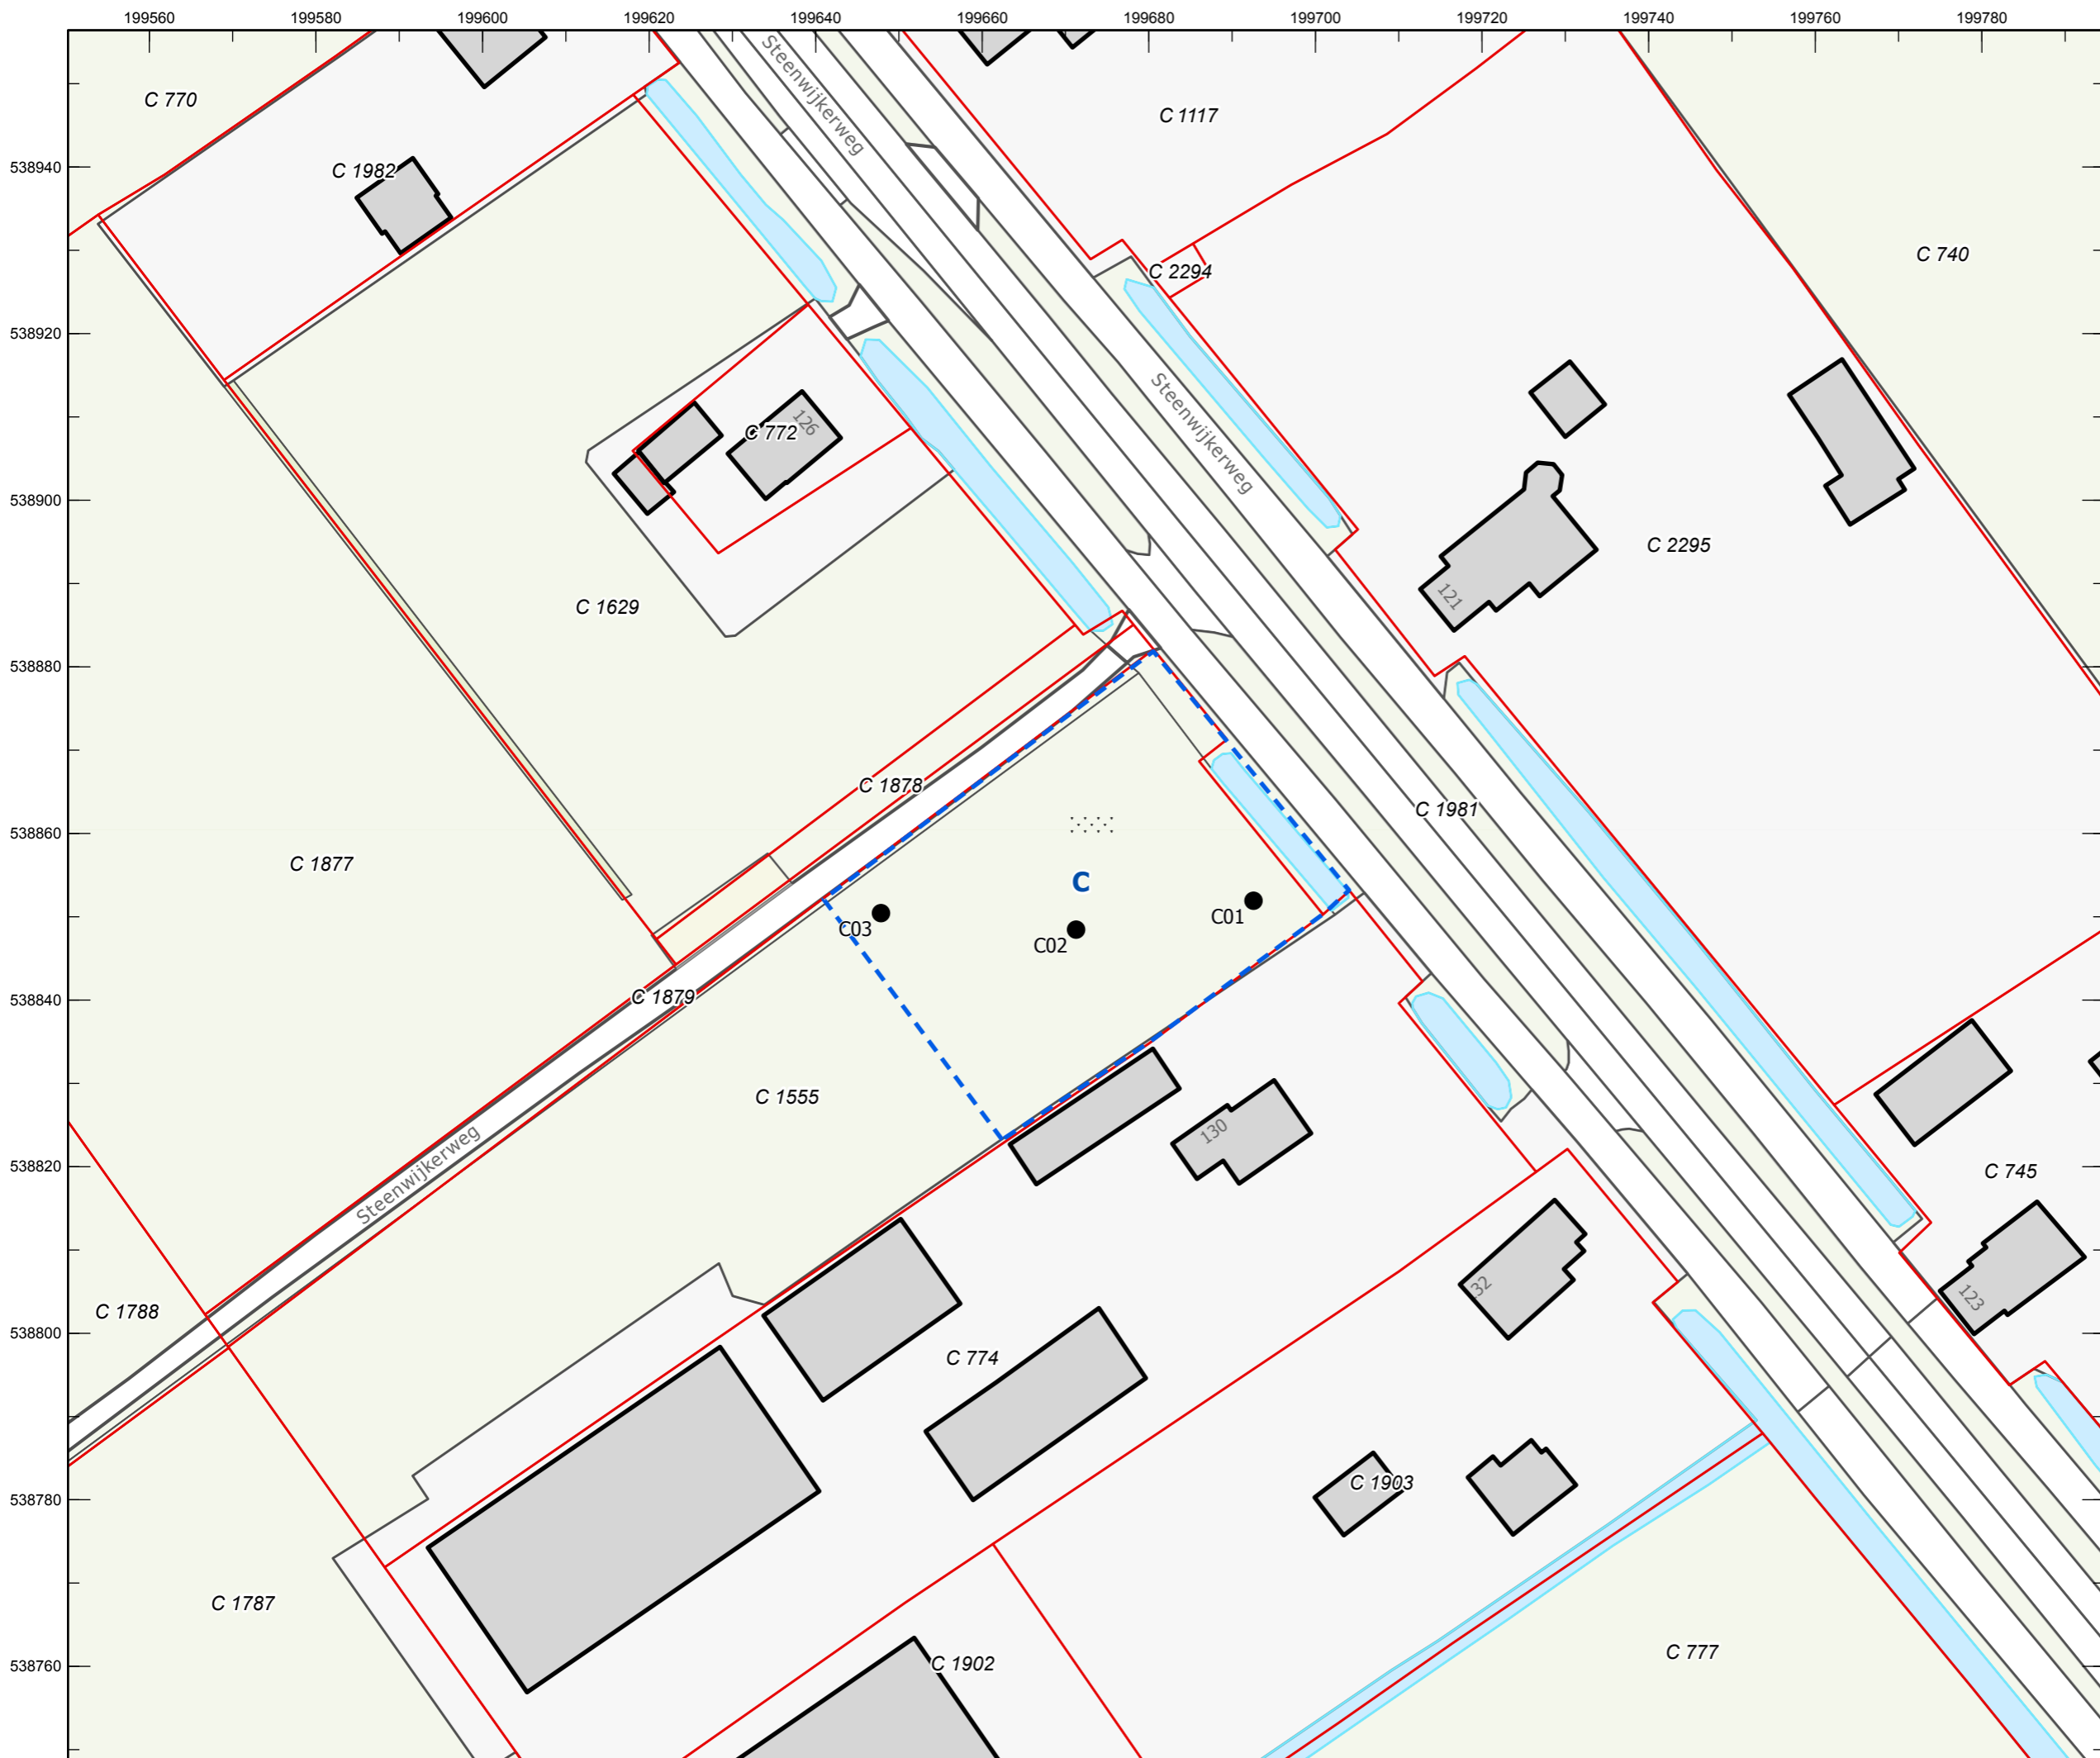 199560 199580 199600 199620 199640 199660 199680 199700 199720 199740 199760 199780
538940
538920
538900
538880
538860
538840
538820
538800
538780
538760
Steenwijkerweg
C 770
C 1117
C 1982
C 740
C 2294
Steenwijkerweg
126
C 772
C 2295
121
C 1629
C 1878
C 1981
C 1877
C
C01
C03
C02
C 1879
C 1555
130
Steenwijkerweg
C 745
32
123
C 1788
C 774
C 1903
C 1787
C 1902
C 777